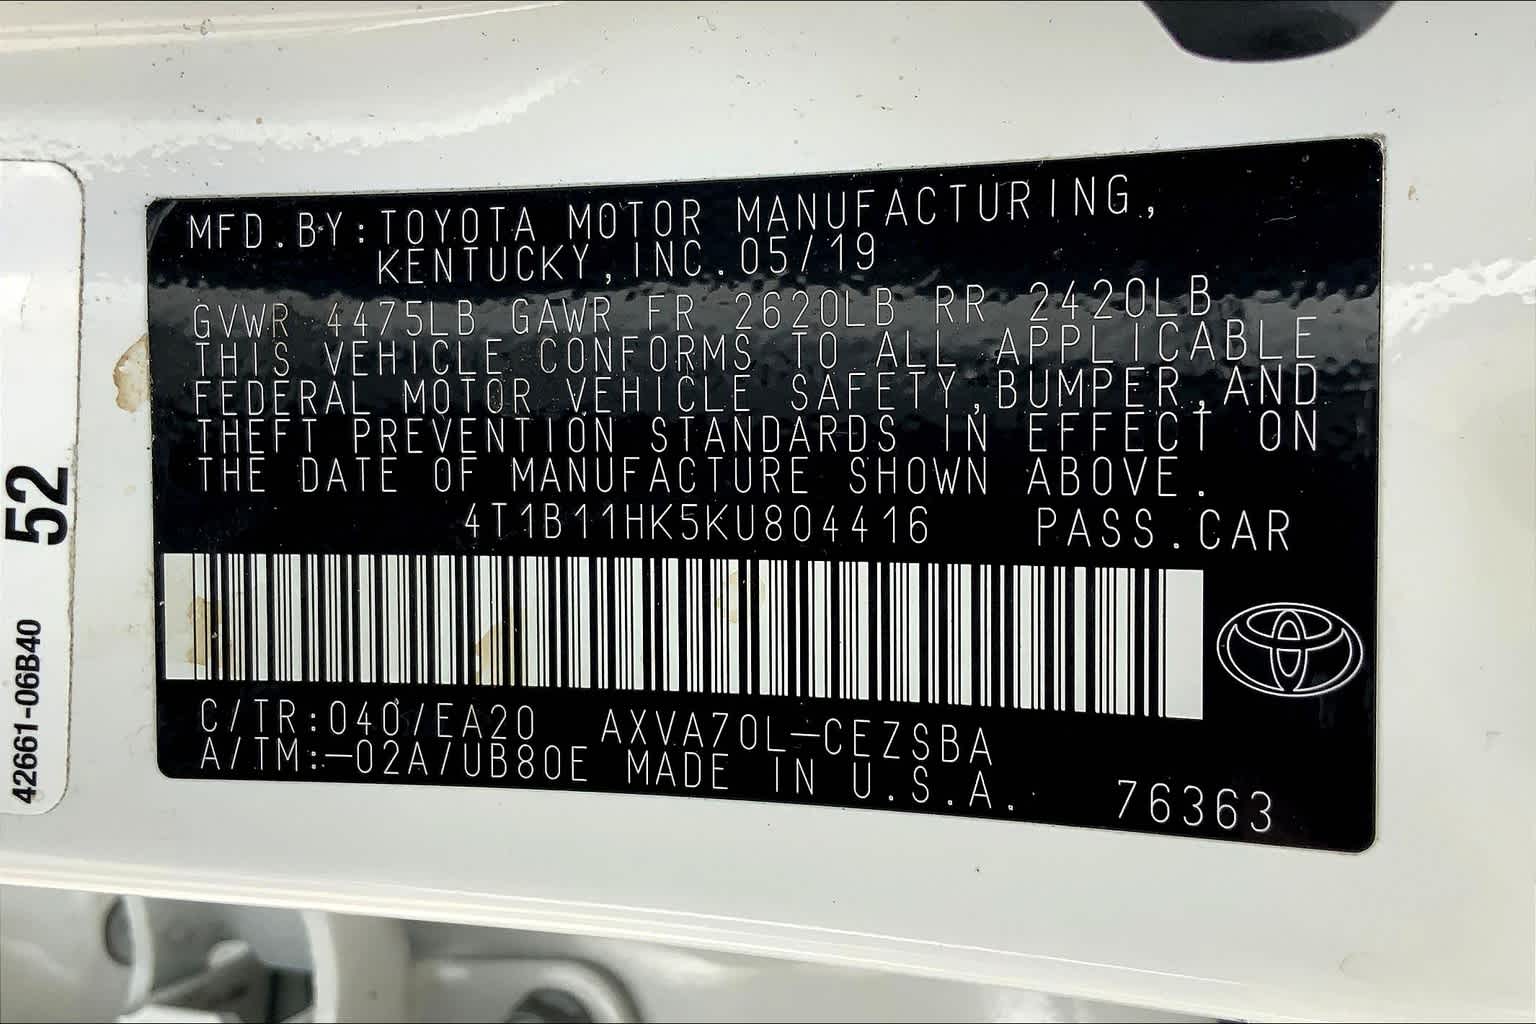 MFD.BY:TOYOTA MOTOR MANUFACTURING,
KENTUCKY,INC.05/19
GVWR 4475LB GAWR FR 2620LB RR 2420LB
THIS VEHICLE CONFORMS TO ALL APPLICABLE
FEDERAL MOTOR VEHICLE SAFETY,BUMPER,AND
THEFT PREVENTION STANDARDS IN EFFECT ON
THE DATE OF MANUFACTURE SHOWN ABOVE.
4T1B11HK5KU804416 PASS.CAR
C/TR:040/EA20 AXVA70L-CEZSBA
A/TM:-02A/UB80E MADE IN U.S.A. 76363
52
42661-06B40